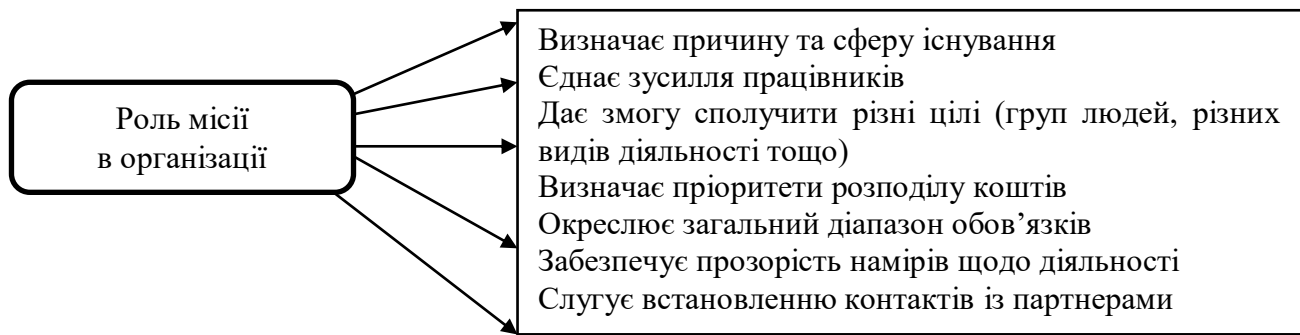 Роль місії
в організації
Визначає причину та сферу існування
Єднає зусилля працівників
Дає змогу сполучити різні цілі (груп людей, різних
видів діяльності тощо)
Визначає пріоритети розподілу коштів
Окреслює загальний діапазон обов’язків
Забезпечує прозорість намірів щодо діяльності
Слугує встановленню контактів із партнерами